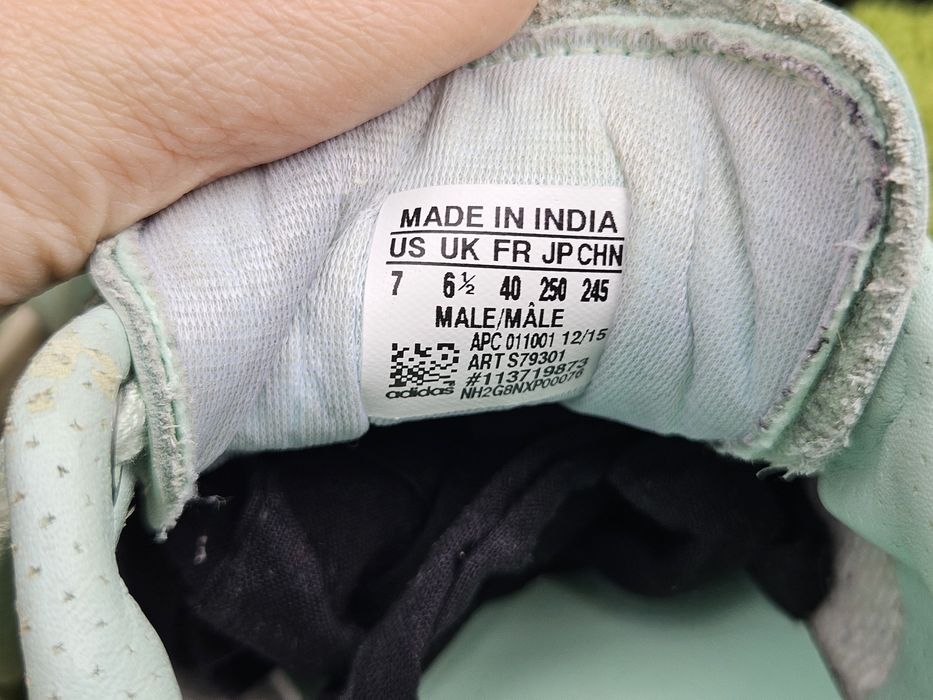 MADE IN INDIA
US UK FR JP CHN
7 6½ 40 250 245
MALE/MÂLE
APC 011001 12/15
ART S79301
#113719873
NH2G8NXP00076
adidas